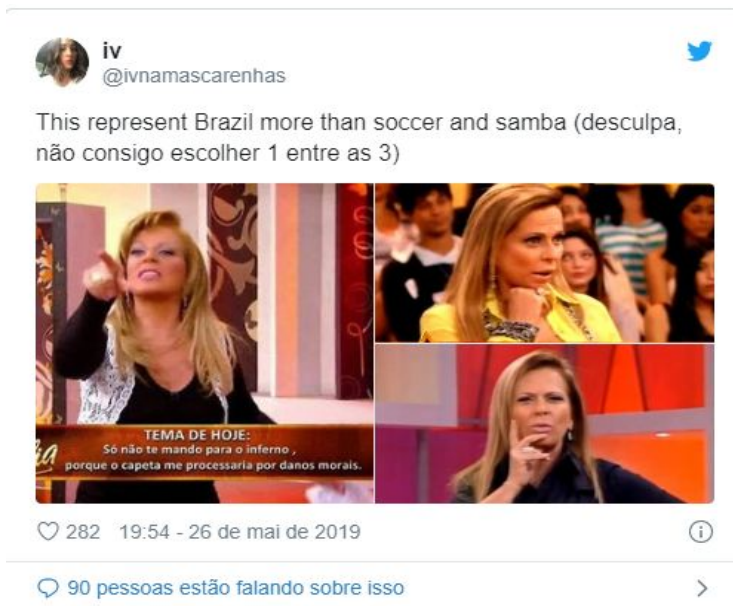 iv
@ivnamascarenhas
This represent Brazil more than soccer and samba (desculpa,
não consigo escolher 1 entre as 3)
TEMA DE HOJE:
Só não te mando para o inferno ,
porque o capeta me processaria por danos morais.
282 19:54 - 26 de mai de 2019
90 pessoas estão falando sobre isso